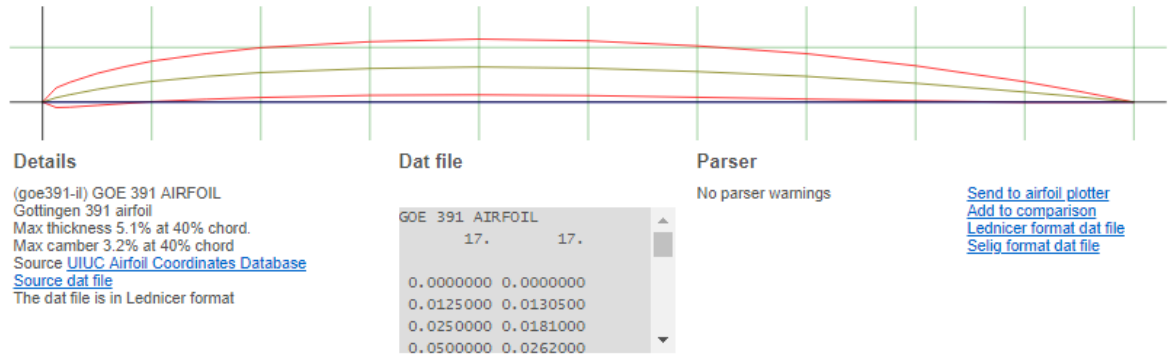 Details
(goe391-il) GOE 391 AIRFOIL
Gottingen 391 airfoil
Max thickness 5.1% at 40% chord.
Max camber 3.2% at 40% chord
Source UIUC Airfoil Coordinates Database
Source dat file
The dat file is in Lednicer format
Dat file
GOE 391 AIRFOIL
17. 17.
0.0000000 0.0000000
0.0125000 0.0130500
0.0250000 0.0181000
0.0500000 0.0262000
Parser
No parser warnings
Send to airfoil plotter
Add to comparison
Lednicer format dat file
Selig format dat file